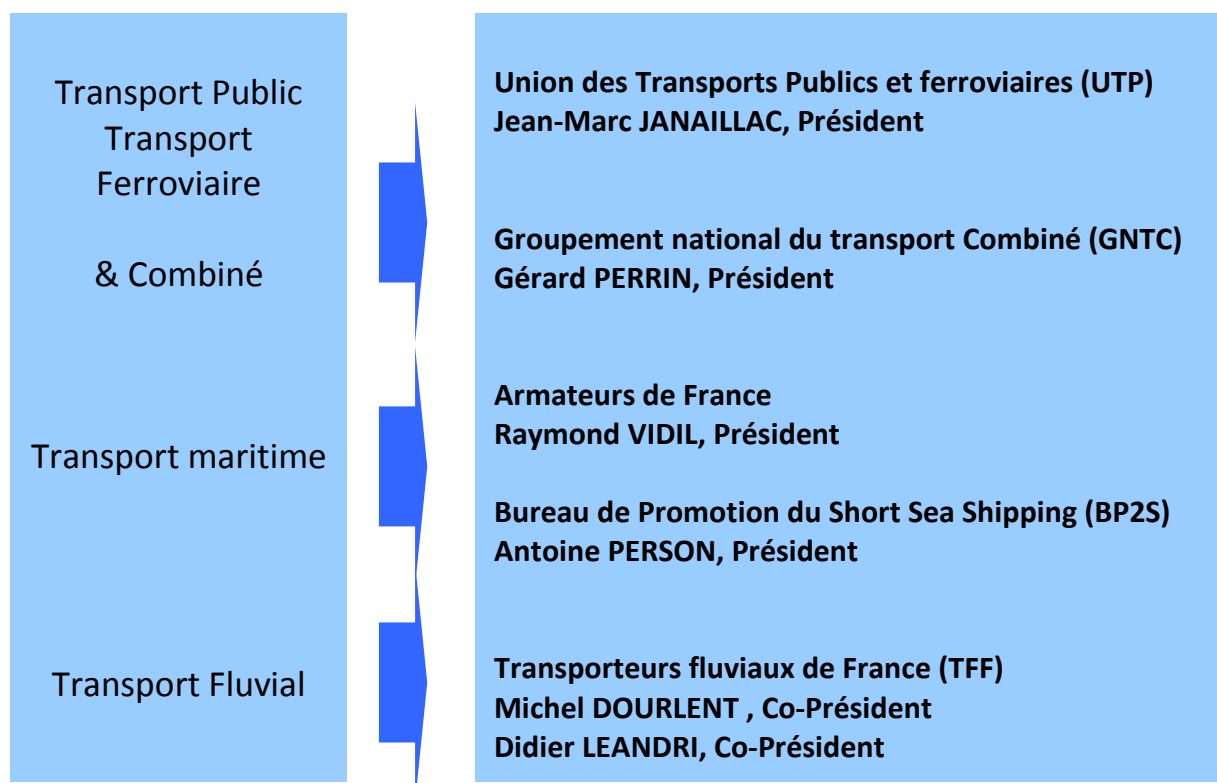 Transport Public
Transport
Ferroviaire
& Combiné
Union des Transports Publics et ferroviaires (UTP)
Jean-Marc JANAILLAC, Président
Groupement national du transport Combiné (GNTC)
Gérard PERRIN, Président
Transport maritime
Armateurs de France
Raymond VIDIL, Président
Bureau de Promotion du Short Sea Shipping (BP2S)
Antoine PERSON, Président
Transport Fluvial
Transporteurs fluviaux de France (TFF)
Michel DOURLENT , Co-Président
Didier LEANDRI, Co-Président